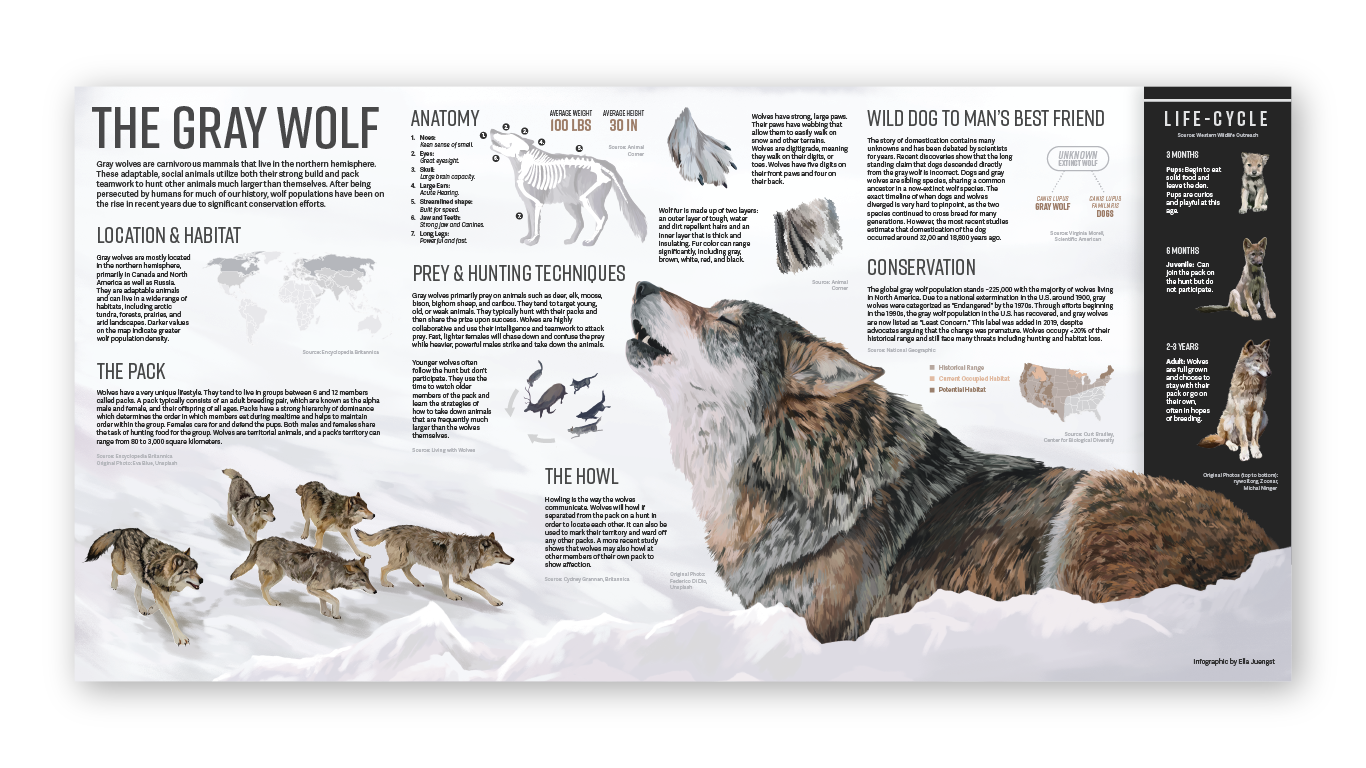 THE GRAY WOLF
Gray wolves are carnivorous mammals that live in the northern hemisphere.
These adaptable, social animals utilize both their strong build and pack
teamwork to hunt other animals much larger than themselves. After being
persecuted by humans for much of our history, wolf populations have been on
the rise in recent years due to significant conservation efforts.
LOCATION & HABITAT
Gray wolves are mostly located
in the northern hemisphere,
primarily in Canada and North
America as well as Russia.
They are adaptable animals
and can live in a wide range of
habitats, including arctic
tundra, forests, prairies, and
arid landscapes. Darker values
on the map indicate greater
wolf population density.
Source: Encyclopedia Britannica
THE PACK
Wolves have a very unique lifestyle. They tend to live in groups between 6 and 12 members
called packs. A pack typically consists of an adult breeding pair, which are known as the alpha
male and female, and their offspring of all ages. Packs have a strong hierarchy of dominance
which determines the order in which members eat during mealtime and helps to maintain
order within the group. Females care for and defend the pups. Both males and females share
the task of hunting food for the group. Wolves are territorial animals, and a pack's territory can
range from 80 to 3,000 square kilometers.
Source: Encyclopedia Britannica
Original Photo: Eva Blue, Unsplash
ANATOMY
1. Noes:
Keen sense of smell.
2. Eyes:
Great eyesight.
3. Skull:
Large brain capacity.
4. Large Ears:
Acute Hearing.
5. Streamlined shape:
Built for speed.
6. Jaw and Teeth:
Strong jaw and Canines.
7. Long Legs:
Powerful and fast.
AVERAGE WEIGHT
100 LBS
AVERAGE HEIGHT
30 IN
Source: Animal
Corner
PREY & HUNTING TECHNIQUES
Gray wolves primarily prey on animals such as deer, elk, moose,
bison, bighorn sheep, and caribou. They tend to target young,
old, or weak animals. They typically hunt with their packs and
then share the prize upon success. Wolves are highly
collaborative and use their intelligence and teamwork to attack
prey. Fast, lighter females will chase down and confuse the prey
while heavier, powerful males strike and take down the animals.
Younger wolves often
follow the hunt but don't
participate. They use the
time to watch older
members of the pack and
learn the strategies of
how to take down animals
that are frequently much
larger than the wolves
themselves.
Source: Living with Wolves
THE HOWL
Howling is the way the wolves
communicate. Wolves will howl if
separated from the pack on a hunt in
order to locate each other. It can also be
used to mark their territory and ward off
any other packs. A more recent study
shows that wolves may also howl at
other members of their own pack to
show affection.
Source: Cydney Grannan, Britannica
Original Photo
Federico Di Dio,
Unsplash
Wolves have strong, large paws.
Their paws have webbing that
allow them to easily walk on
snow and other terrains.
Wolves are digitigrade, meaning
they walk on their digits, or
toes. Wolves have five digits on
their front paws and four on
their back.
Wolf fur is made up of two layers:
an outer layer of tough, water
and dirt repellent hairs and an
inner layer that is thick and
insulating. Fur color can range
significantly, including gray,
brown, white, red, and black.
Source: Animal
Corner
WILD DOG TO MAN'S BEST FRIEND
The story of domestication contains many
unknowns and has been debated by scientists
for years. Recent discoveries show that the long
standing claim that dogs descended directly
from the gray wolf is incorrect. Dogs and gray
wolves are sibling species, sharing a common
ancestor in a now-extinct wolf species. The
exact timeline of when dogs and wolves
diverged is very hard to pinpoint, as the two
species continued to cross breed for many
generations. However, the most recent studies
estimate that domestication of the dog
occurred around 32,00 and 18,800 years ago.
UNKNOWN
EXTINCT WOLF
CANIS LUPUS
GRAY WOLF
CANIS LUPUS
FAMILIARIS
DOGS
Source: Virginia Morell,
Scientific American
CONSERVATION
The global gray wolf population stands ~225,000 with the majority of wolves living
in North America. Due to a national extermination in the U.S. around 1900, gray
wolves were categorized as "Endangered" by the 1970s. Through efforts beginning
in the 1990s, the gray wolf population in the U.S. has recovered, and gray wolves
are now listed as "Least Concern." This label was added in 2019, despite
advocates arguing that the change was premature. Wolves occupy <20% of their
historical range and still face many threats including hunting and habitat loss.
Source: National Geographic
Historical Range
Current Occupied Habitat
Potential Habitat
Source: Curt Bradley,
Center for Biological Diversity
LIFE-CYCLE
Source: Western Wildlife Outreach
3 MONTHS
Pups: Begin to eat
solid food and
leave the den.
Pups are curios
and playful at this
age.
6 MONTHS
Juvenile: Can
join the pack on
the hunt but do
not participate.
2-3 YEARS
Adult: Wolves
are full grown
and choose to
stay with their
pack or go on
their own,
often in hopes
of breeding.
Original Photos (top to bottom):
Zoonar,
Michal Ninger
Infographic by Ella Juengst